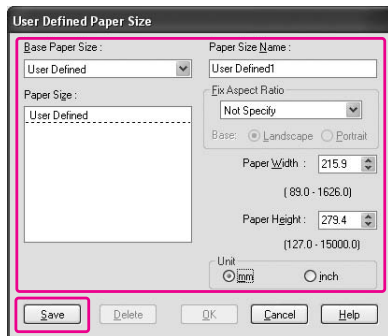 User Defined Paper Size
Base Paper Size :
User Defined
Paper Size :
User Defined
Paper Size Name :
User Defined1
Fix Aspect Ratio
Not Specify
Base: Landscape Portrait
Paper Width : 215.9
( 89.0 - 1626.0)
Paper Height : 279.4
(127.0 - 15000.0)
Unit
mm inch
Save Delete OK Cancel Help